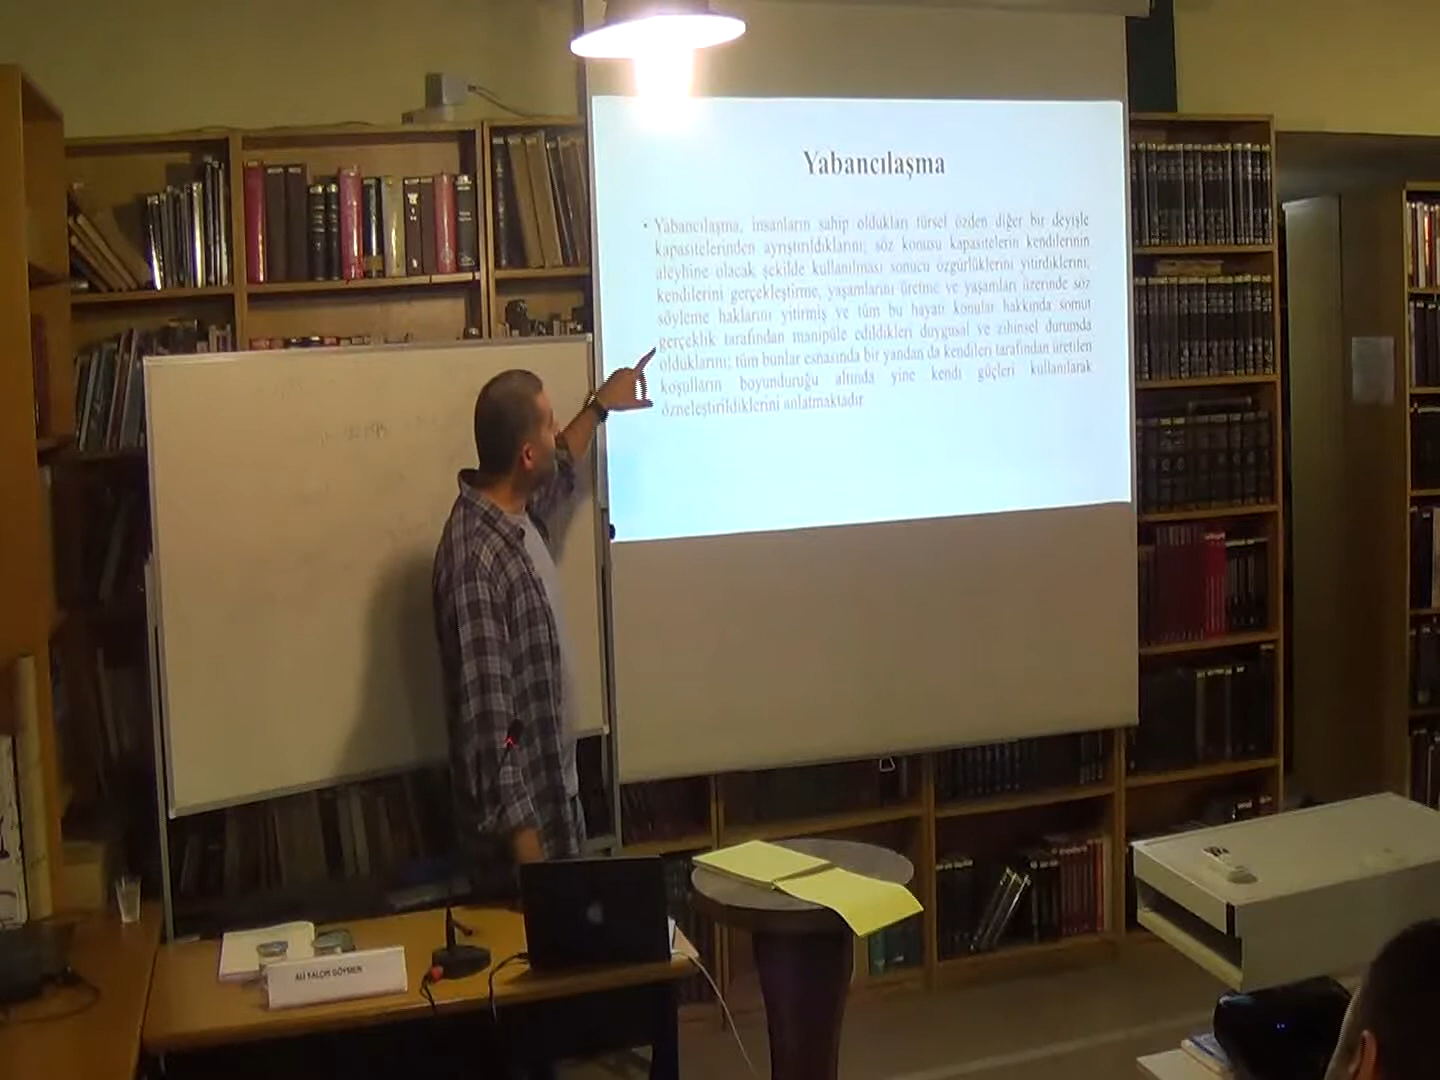 Yabancılaşma
• Yabancılaşma, insanların sahip oldukları türsel özden diğer bir deyişle
kapasitelerinden ayrıştırıldıklarını; söz konusu kapasitelerin kendilerinin
aleyhine olacak şekilde kullanılması sonucu özgürlüklerini yitirdiklerini,
kendilerini gerçekleştirme, yaşamlarını üretme ve yaşamları üzerinde söz
söyleme haklarını yitirmiş ve tüm bu hayati konular hakkında somut
gerçeklik tarafından manipüle edildikleri duygusal ve zihinsel durumda
olduklarını; tüm bunlar esnasında bir yandan da kendileri tarafından üretilen
koşulların boyunduruğu altında yine kendi güçleri kullanılarak
özneleştirildiklerini anlatmaktadır
ALİ YALÇIN GÖYMEN